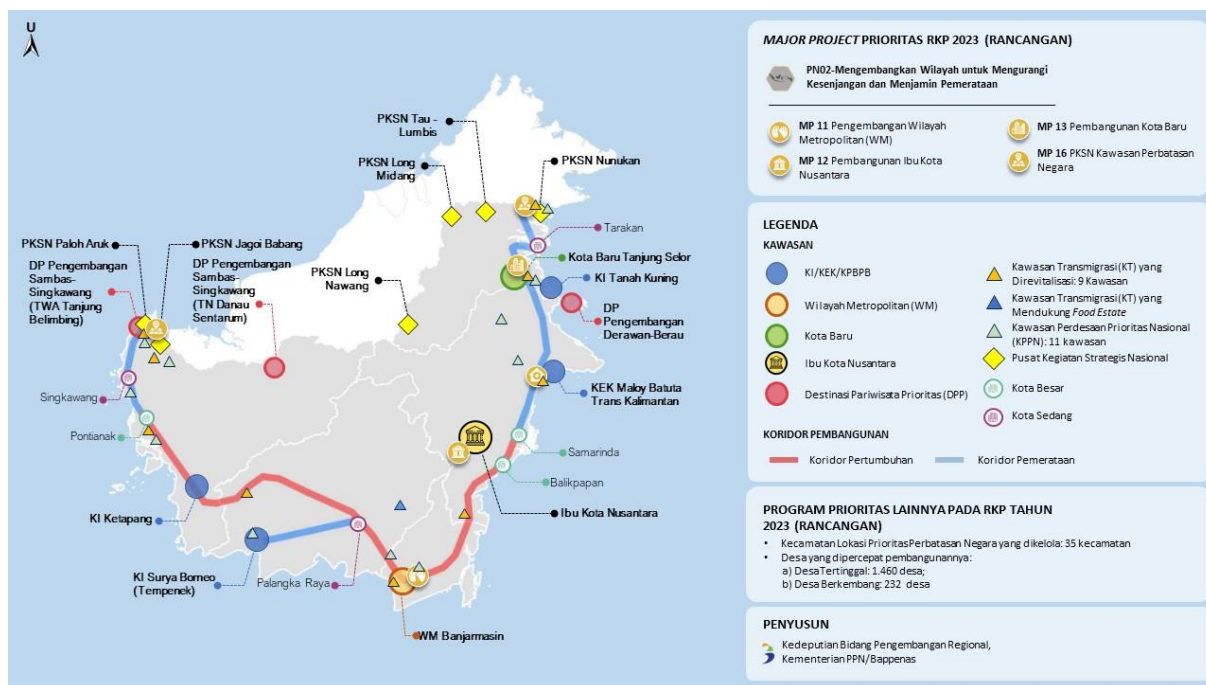 U
PKSN Tau -
Lumbis
PKSN Long
Midang
PKSN Nunukan
Tarakan
Kota Baru Tanjung Selor
KI Tanah Kuning
DP
Pengembangan
Derawan-Berau
PKSN Paloh Aruk
PKSN Jagoi Babang
DP Pengembangan
Sambas-
Singkawang
(TWA Tanjung
Belimbing)
DP Pengembangan
Sambas-
Singkawang
(TN Danau
Sentarum)
PKSN Long
Nawang
KEK Maloy Batuta
Trans Kalimantan
Singkawang
Pontianak
Samarinda
Balikpapan
Ibu Kota Nusantara
KI Ketapang
KI Surya Borneo
(Tempenek)
Palangka Raya
WM Banjarmasin
MAJOR PROJECT PRIORITAS RKP 2023 (RANCANGAN)
PN02-Mengembangkan Wilayah untuk Mengurangi
Kesenjangan dan Menjamin Pemerataan
MP 11 Pengembangan Wilayah
Metropolitan (WM)
MP 12 Pembangunan Ibu Kota
Nusantara
MP 13 Pembangunan Kota Baru
MP 16 PKSN Kawasan Perbatasan
Negara
LEGENDA
KAWASAN
KI/KEK/KPBPB
Wilayah Metropolitan (WM)
Kota Baru
Ibu Kota Nusantara
Destinasi Pariwisata Prioritas (DPP)
Kawasan Transmigrasi (KT) yang
Direvitalisasi: 9 Kawasan
Kawasan Transmigrasi (KT) yang
Mendukung Food Estate
Kawasan Perdesaan Prioritas Nasional
(KPPN): 11 kawasan
Pusat Kegiatan Strategis Nasional
Kota Besar
Kota Sedang
KORIDOR PEMBANGUNAN
Koridor Pertumbuhan
Koridor Pemerataan
PROGRAM PRIORITAS LAINNYA PADA RKP TAHUN
2023 (RANCANGAN)
• Kecamatan Lokasi Prioritas Perbatasan Negara yang dikelola: 35 kecamatan
• Desa yang dipercepat pembangunannya:
a) Desa Tertinggal: 1.460 desa;
b) Desa Berkembang: 232 desa
PENYUSUN
Kedeputian Bidang Pengembangan Regional,
Kementerian PPN/Bappenas